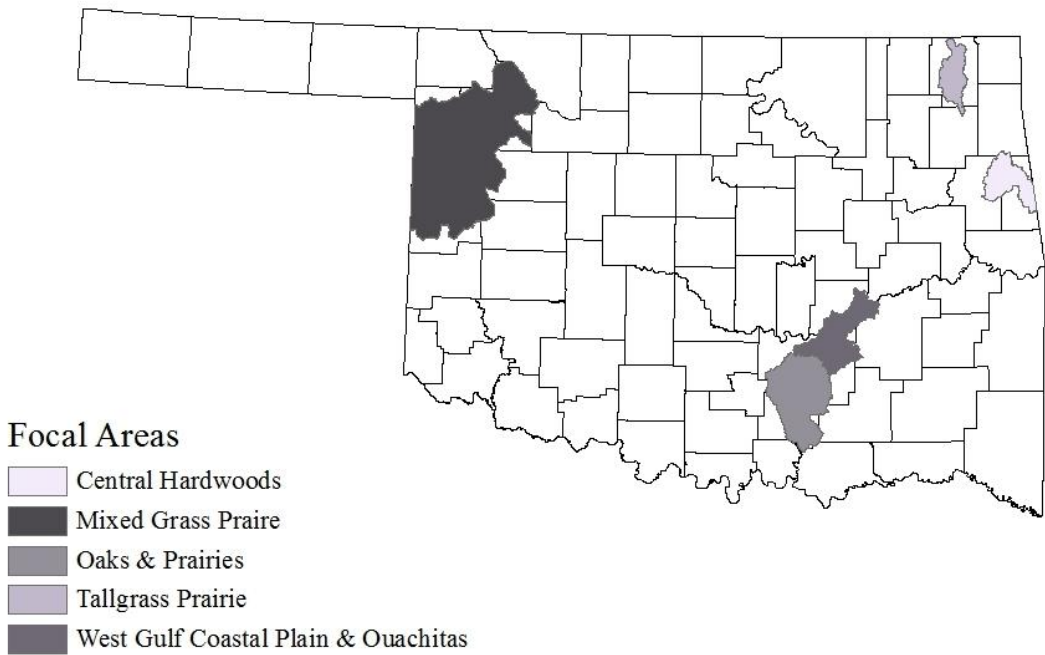 Focal Areas
Central Hardwoods
Mixed Grass Praire
Oaks & Prairies
Tallgrass Prairie
West Gulf Coastal Plain & Ouachitas